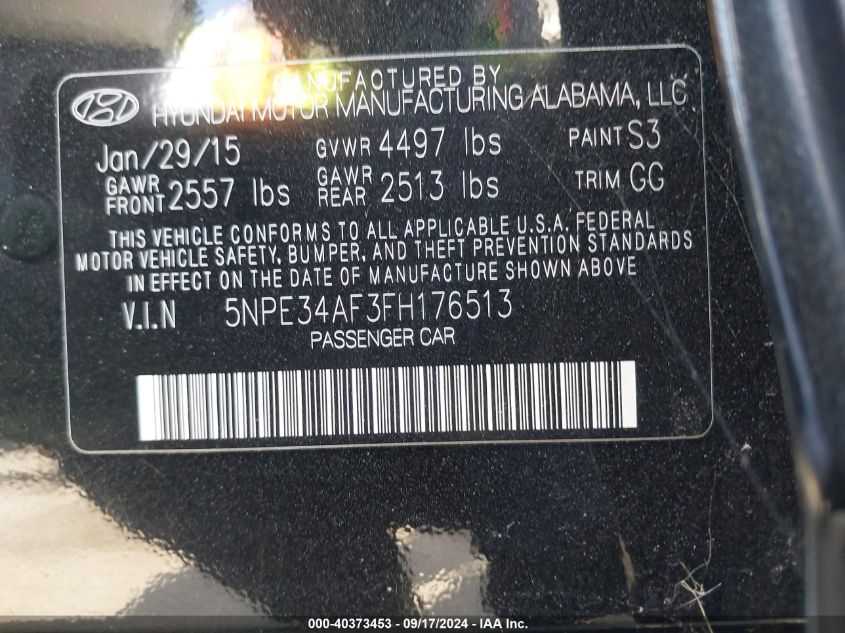 MANUFACTURED BY
HYUNDAI MOTOR MANUFACTURING ALABAMA, LLC
Jan/29/15 GVWR 4497 lbs PAINT S3
GAWR FRONT 2557 lbs GAWR REAR 2513 lbs TRIM GG
THIS VEHICLE CONFORMS TO ALL APPLICABLE U.S.A. FEDERAL
MOTOR VEHICLE SAFETY, BUMPER, AND THEFT PREVENTION STANDARDS
IN EFFECT ON THE DATE OF MANUFACTURE SHOWN ABOVE
V.I.N 5NPE34AF3FH176513
PASSENGER CAR
000-40373453 - 09/17/2024 - IAA, Inc.